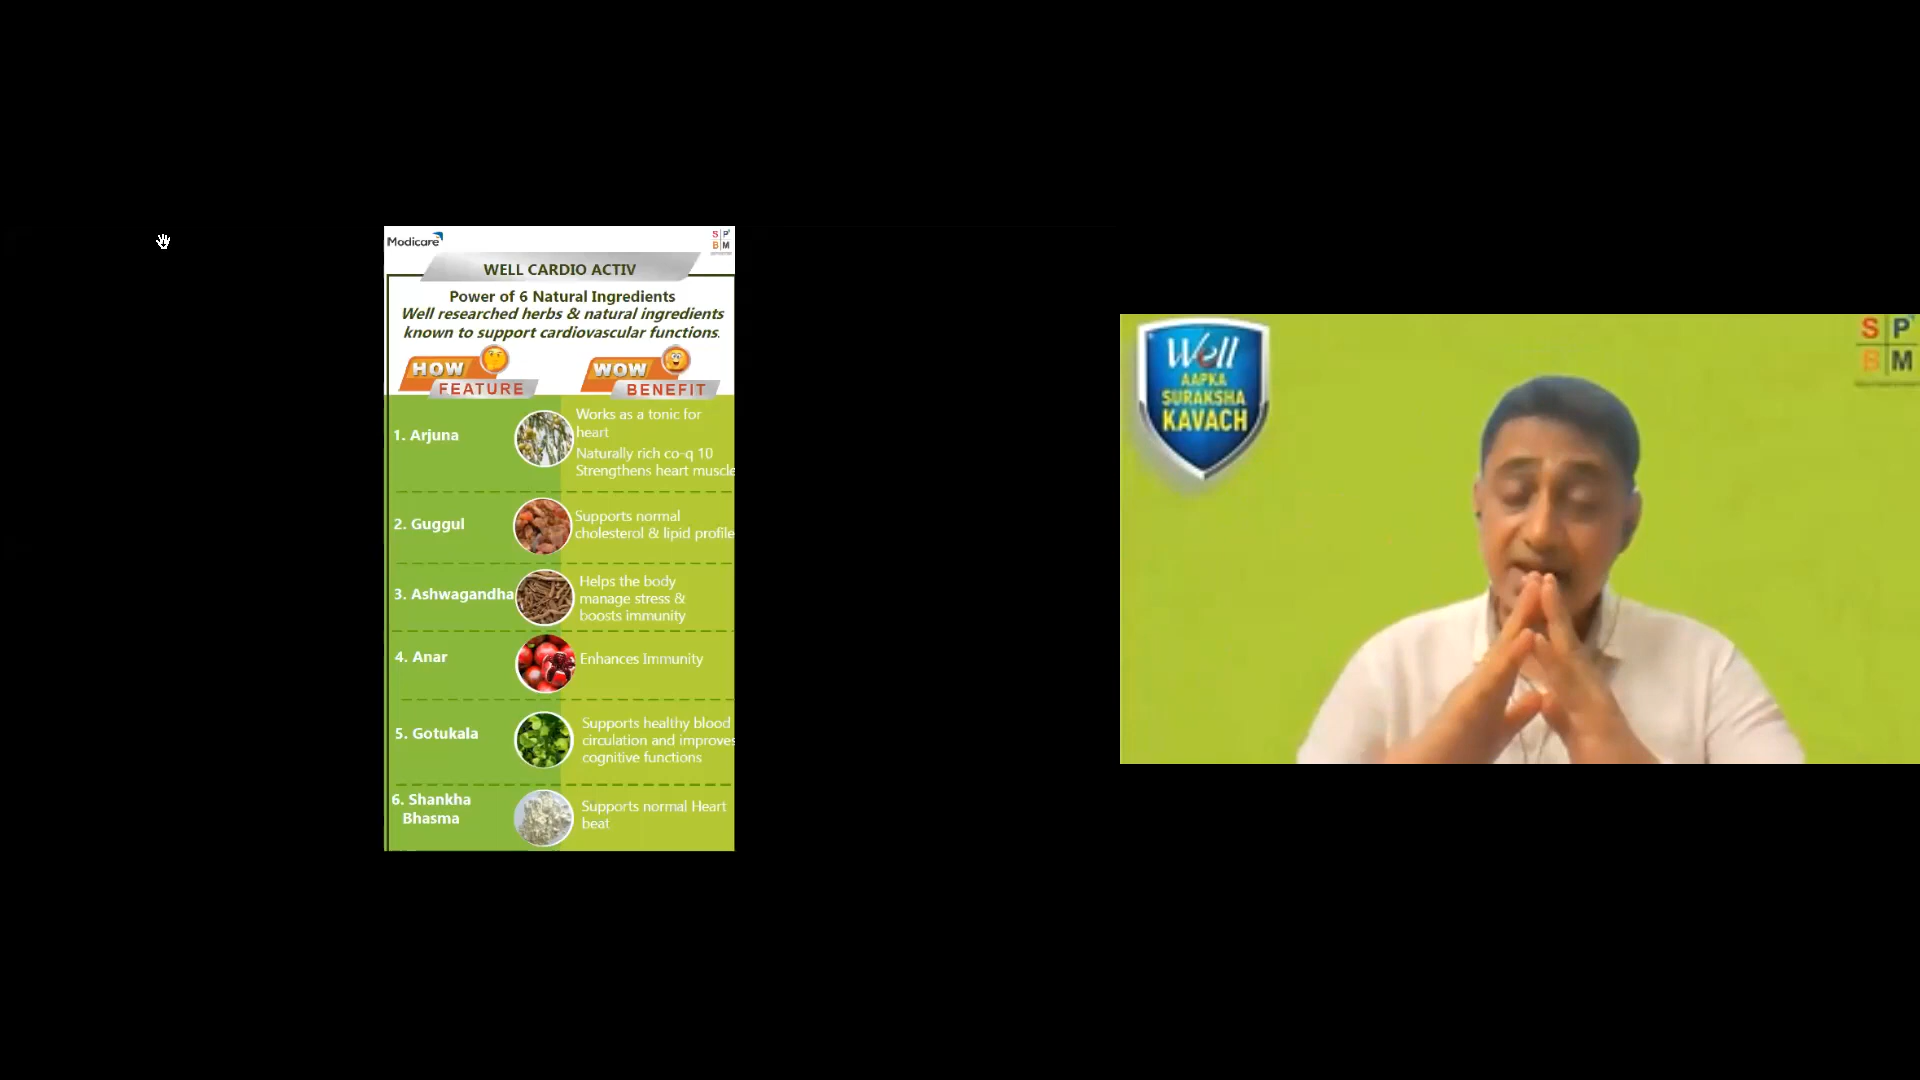 Modicare
S P
B M
WELL CARDIO ACTIV
Power of 6 Natural Ingredients
Well researched herbs & natural ingredients
known to support cardiovascular functions.
HOW
FEATURE
WOW
BENEFIT
1. Arjuna
Works as a tonic for
heart
Naturally rich co-q 10
Strengthens heart muscle
2. Guggul
Supports normal
cholesterol & lipid profile
3. Ashwagandha
Helps the body
manage stress &
boosts immunity
4. Anar
Enhances Immunity
5. Gotukala
Supports healthy blood
circulation and improves
cognitive functions
6. Shankha
Bhasma
Supports normal Heart
beat
Well
AAPKA
SURAKSHA
KAVACH
S P
B M